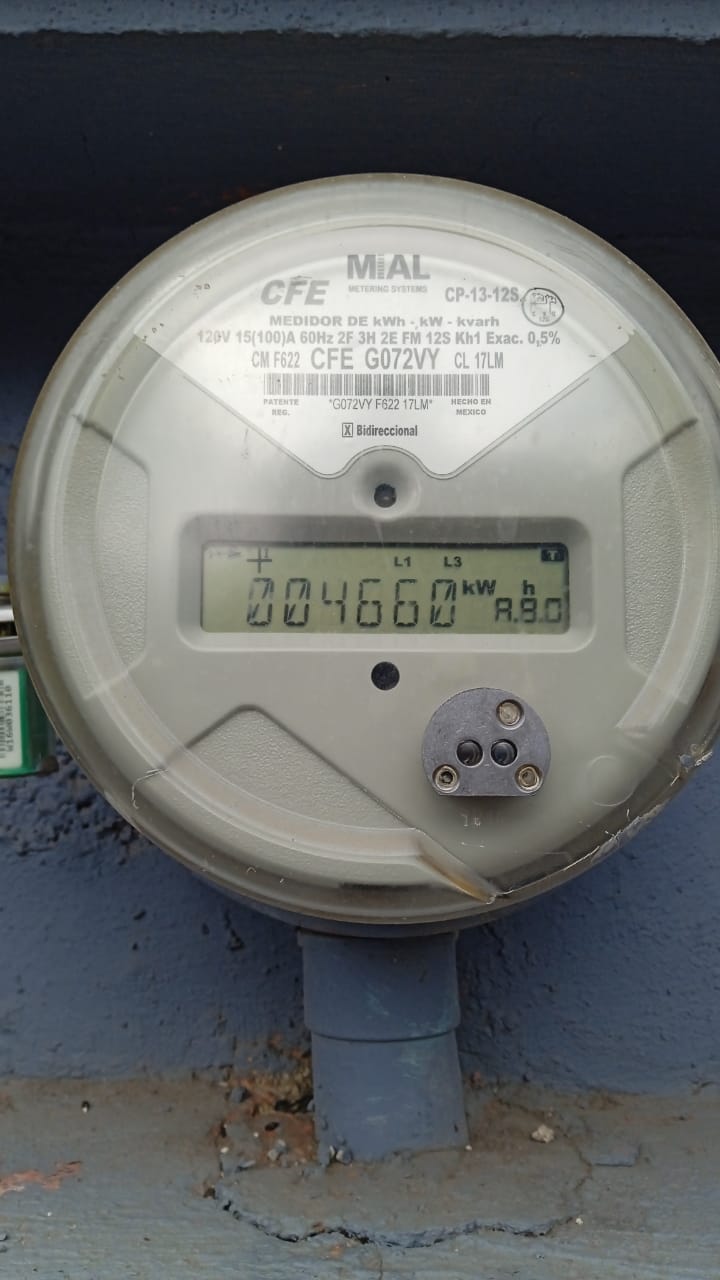 MIAL
METERING SYSTEMS
CFE
CP-13-12S
MEDIDOR DE kWh - kW - kvarh
120V 15(100)A 60Hz 2F 3H 2E FM 12S Kh1 Exac. 0,5%
CM F622 CFE G072VY CL 17LM
PATENTE REG. *G072VY F622 17LM* HECHO EN MEXICO
X Bidireccional
L1 L3 T
004660 kW h A.8.0
W16W036110